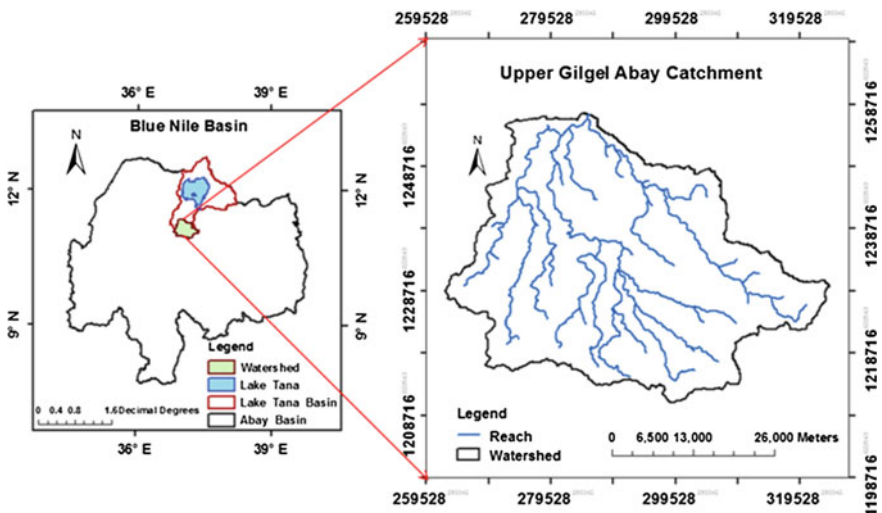 259528 279528 299528 319528
36° E 39° E
Blue Nile Basin
N
12° N 12° N
9° N 9° N
Legend
Watershed
Lake Tana
Lake Tana Basin
Abay Basin
0 0.4 0.8 1.6 Decimal Degrees
36° E 39° E
Upper Gilgel Abay Catchment
N
1248716
1228716
1208716
1258716
1238716
1218716
1198716
Legend
Reach
Watershed
0 6,500 13,000 26,000 Meters
259528 279528 299528 319528